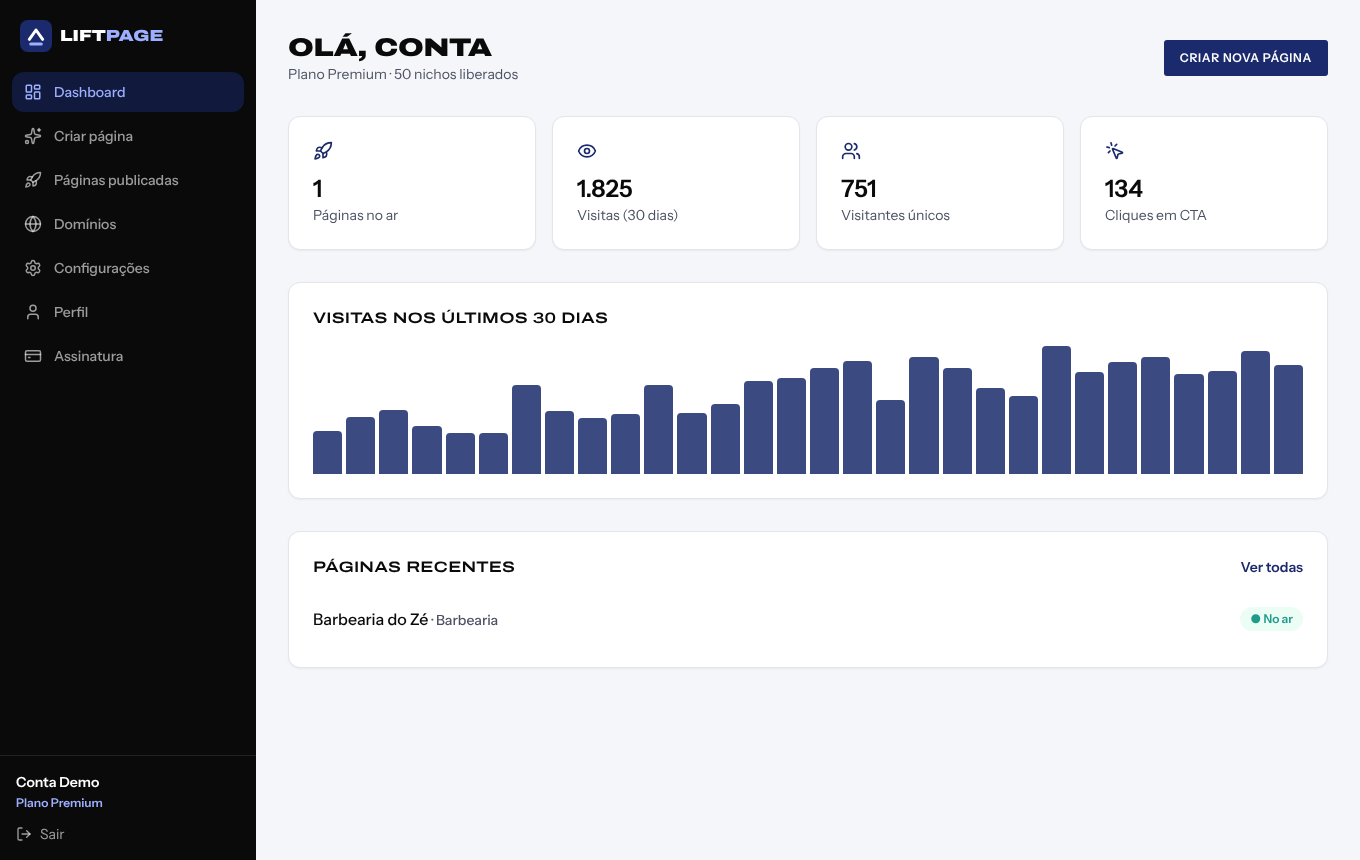 LIFTPAGE
Dashboard
Criar página
Páginas publicadas
Domínios
Configurações
Perfil
Assinatura
Conta Demo
Plano Premium
Sair
OLÁ, CONTA
Plano Premium · 50 nichos liberados
CRIAR NOVA PÁGINA
1
Páginas no ar
1.825
Visitas (30 dias)
751
Visitantes únicos
134
Cliques em CTA
VISITAS NOS ÚLTIMOS 30 DIAS
PÁGINAS RECENTES
Ver todas
Barbearia do Zé · Barbearia
No ar